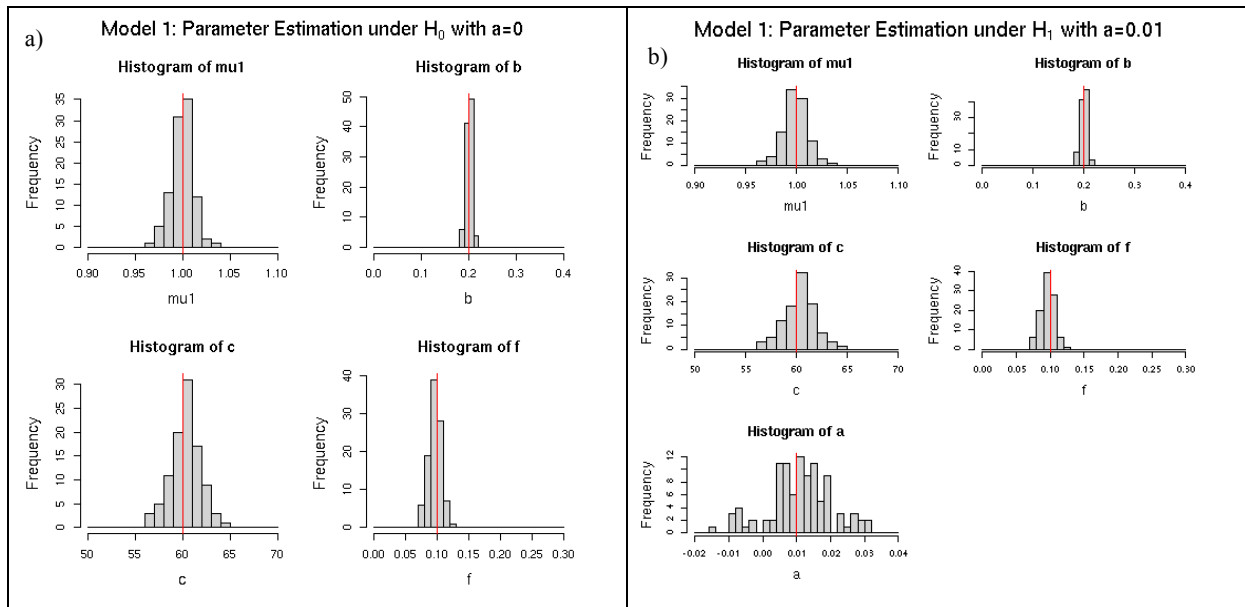 a)
Model 1: Parameter Estimation under H₀ with a=0
Histogram of mu1
Frequency
0 5 10 15 20 25 30 35
0.90 0.95 1.00 1.05 1.10
mu1
Histogram of b
0 10 20 30 40 50
0.0 0.1 0.2 0.3 0.4
b
Histogram of c
Frequency
0 5 10 15 20 25 30
50 55 60 65 70
c
Histogram of f
Frequency
0 10 20 30 40
0.00 0.05 0.10 0.15 0.20 0.25 0.30
f
b)
Model 1: Parameter Estimation under H₁ with a=0.01
Histogram of mu1
Frequency
0 10 20 30
0.90 0.95 1.00 1.05 1.10
mu1
Histogram of b
Frequency
0 20 40
0.0 0.1 0.2 0.3 0.4
b
Histogram of c
Frequency
0 10 20 30
50 55 60 65 70
c
Histogram of f
Frequency
0 10 20 30 40
0.00 0.05 0.10 0.15 0.20 0.25 0.30
f
Histogram of a
Frequency
0 2 4 6 8 12
-0.02 -0.01 0.00 0.01 0.02 0.03 0.04
a